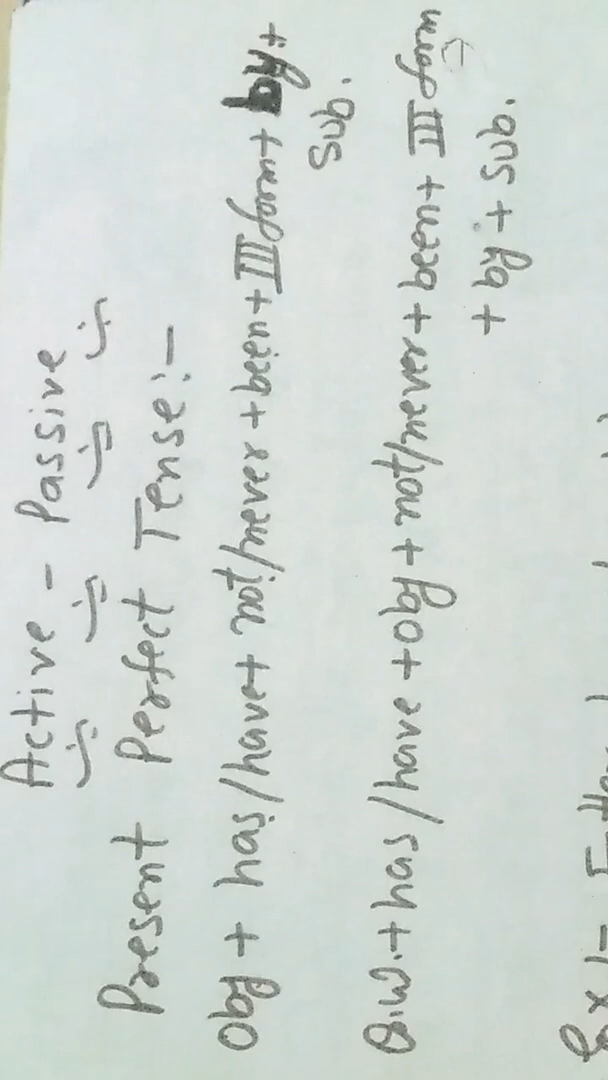 Active - Passive
Present Perfect Tense:-
Obj + has/have + not/never + been + III form + by +
sub.
Q.W. + has/have + obj + not/never + been + III form
+ by + sub.